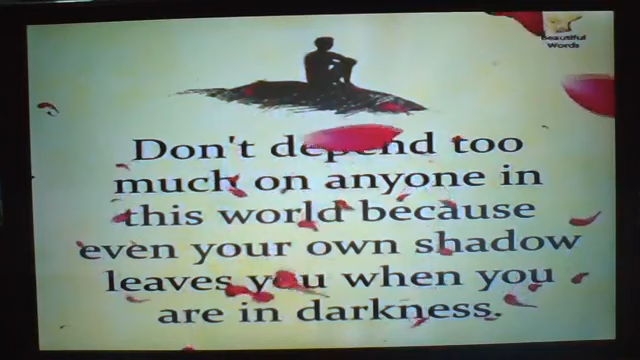 Beautiful
Words
Don't depend too
much on anyone in
this world because
even your own shadow
leaves you when you
are in darkness.